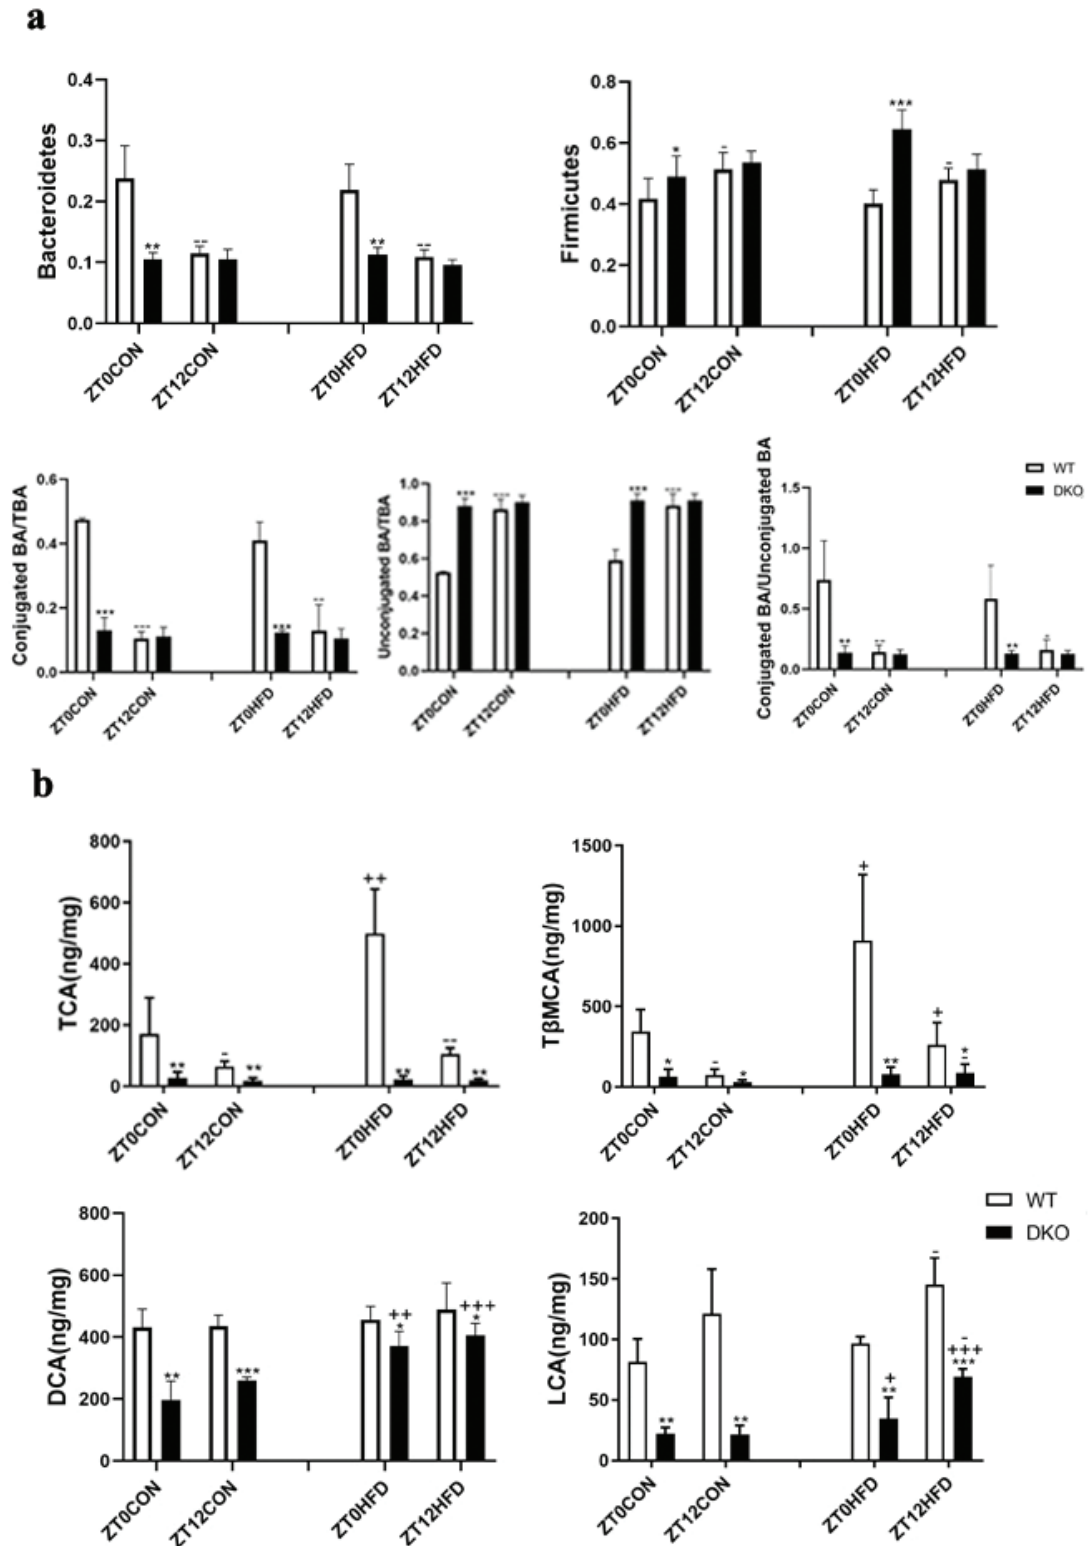 a
Bacteroidetes
0.4
0.3
0.2
0.1
0.0
**
--
**
--
ZT0CON
ZT12CON
ZT0HFD
ZT12HFD
Firmicutes
0.8
0.6
0.4
0.2
0.0
*
-
***
-
ZT0CON
ZT12CON
ZT0HFD
ZT12HFD
Conjugated BA/TBA
0.6
0.4
0.2
0.0
***
---
***
--
ZT0CON
ZT12CON
ZT0HFD
ZT12HFD
Unconjugated BA/TBA
1.0
0.8
0.6
0.4
0.2
0.0
***
---
***
---
ZT0CON
ZT12CON
ZT0HFD
ZT12HFD
Conjugated BA/Unconjugated BA
1.5
1.0
0.5
0.0
**
--
**
-
ZT0CON
ZT12CON
ZT0HFD
ZT12HFD
WT
DKO
b
TCA(ng/mg)
800
600
400
200
0
**
-
**
++
**
--
**
ZT0CON
ZT12CON
ZT0HFD
ZT12HFD
TβMCA(ng/mg)
1500
1000
500
0
*
-
*
+
**
+
*
-
ZT0CON
ZT12CON
ZT0HFD
ZT12HFD
DCA(ng/mg)
800
600
400
200
0
**
***
++
*
+++
*
ZT0CON
ZT12CON
ZT0HFD
ZT12HFD
LCA(ng/mg)
200
150
100
50
0
**
**
+
**
-
-
+++
***
ZT0CON
ZT12CON
ZT0HFD
ZT12HFD
WT
DKO